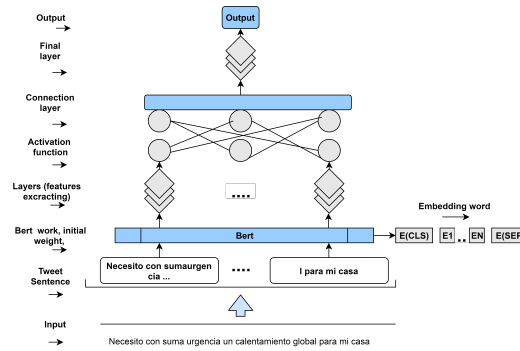 Output
Output
Final
layer
Connection
layer
Activation
function
Layers (features
excracting)
....
Embedding word
Bert work, initial
weight,
Bert
E(CLS)
E1
..
EN
E(SEP
Tweet
Sentence
Necesito con sumaurgen
cia ...
....
l para mi casa
Input
Necesito con suma urgencia un calentamiento global para mi casa